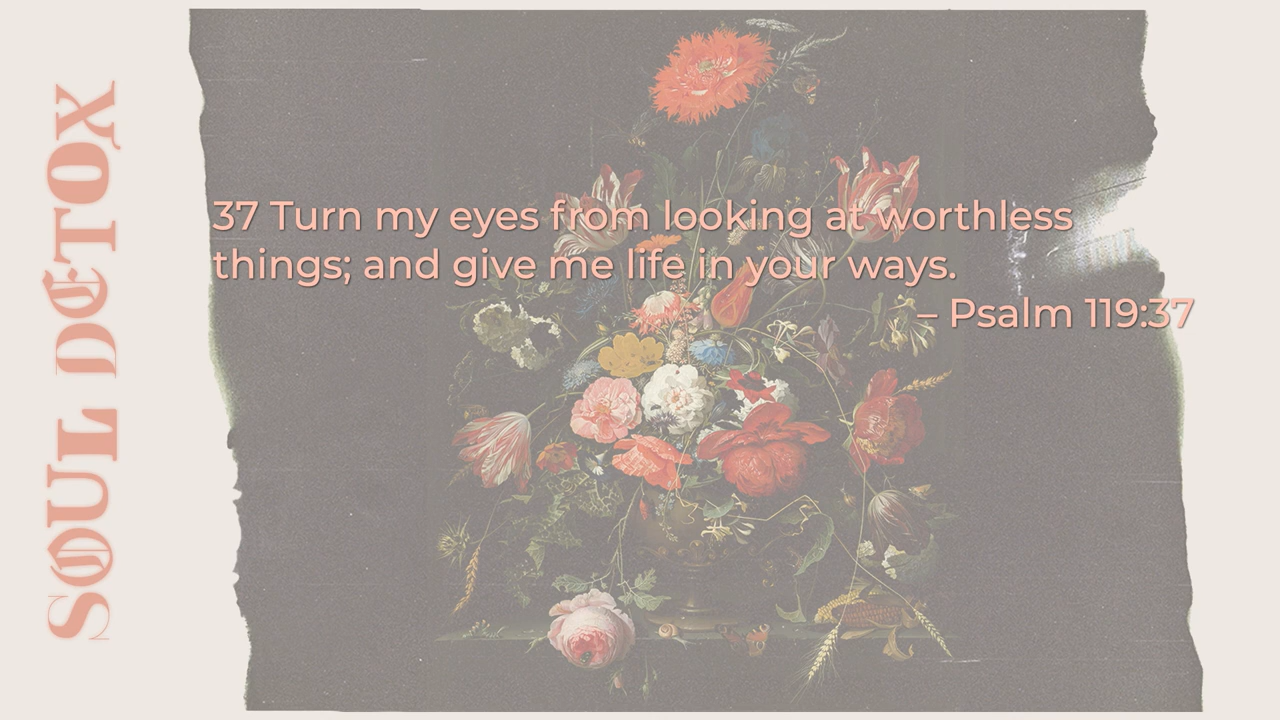 SOUL DETOX
37 Turn my eyes from looking at worthless
things; and give me life in your ways.
– Psalm 119:37